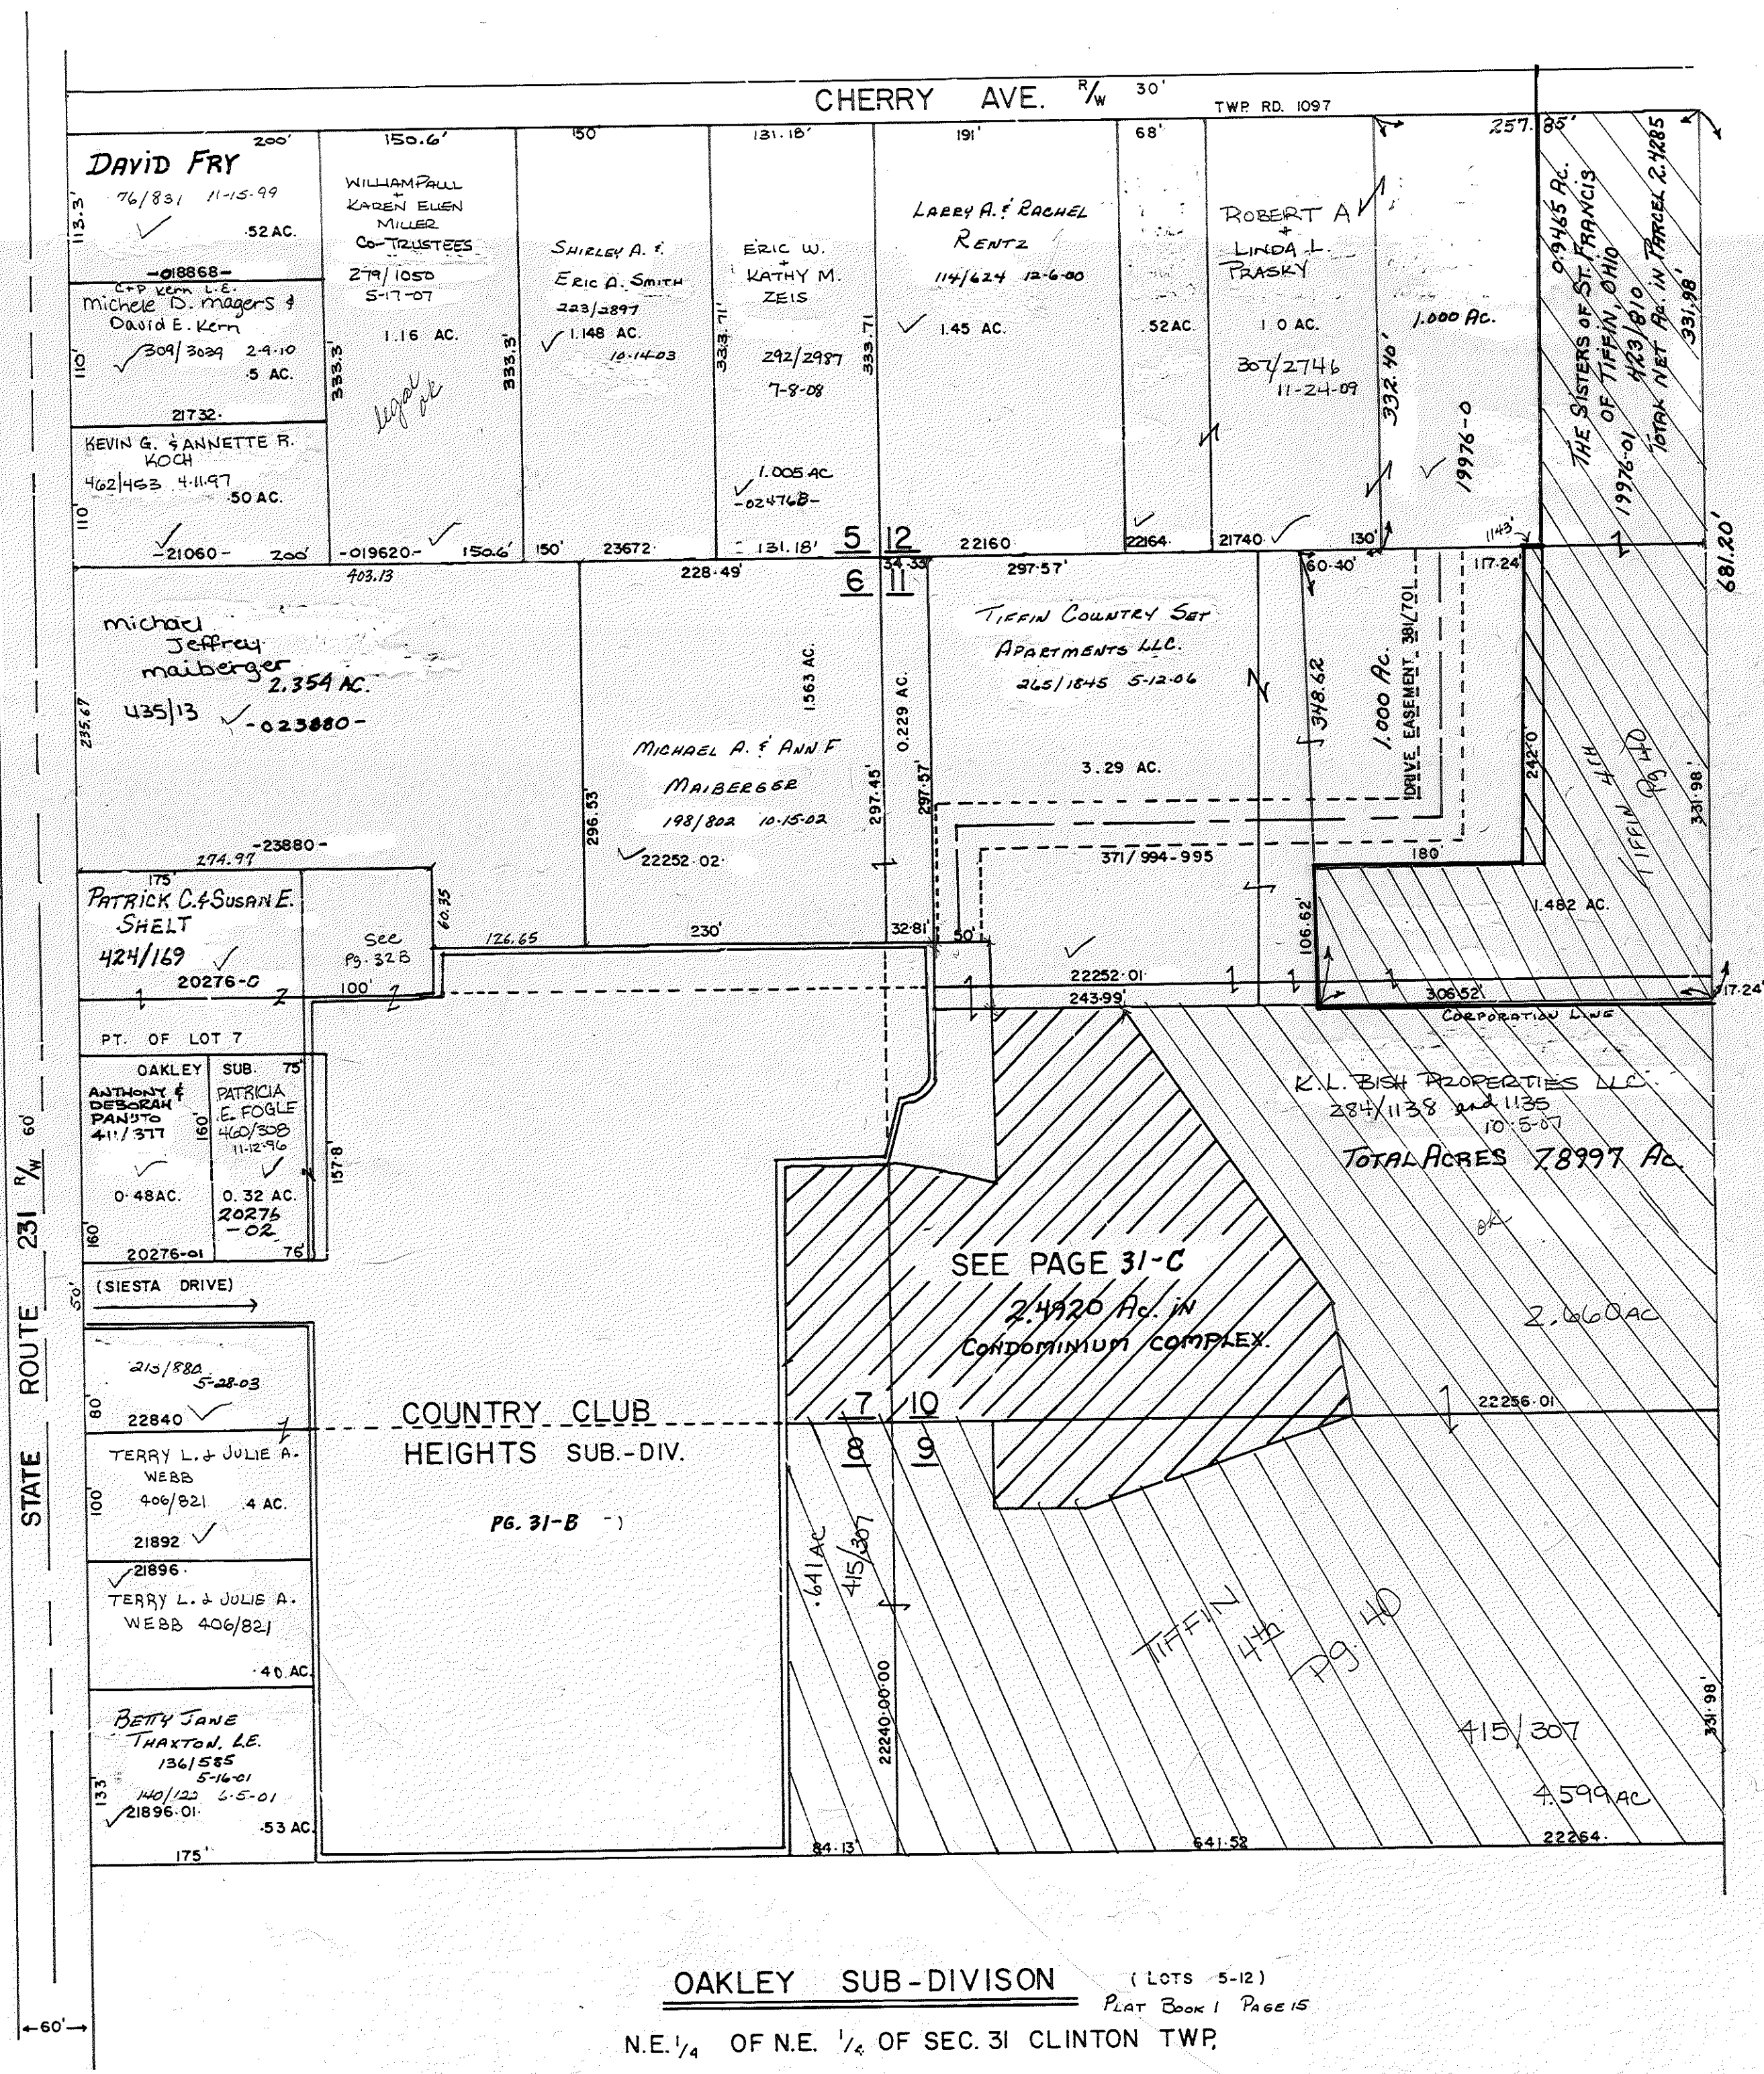 CHERRY AVE. R/W 30'
TWP. RD. 1097
200'
150.6'
150'
131.18'
191'
68'
257.85'
DAVID FRY
76/831 11-15-99
.52 AC.
113.3'
-018868-
C+P Kern L.E.
Michele D. Magers &
David E. Kern
309/3039 2-9-10
.5 AC.
110'
21732.
KEVIN G. & ANNETTE R.
KOCH
462/453 4-11-97
.50 AC.
110'
-21060- 200'
WILLIAM PAUL
+
KAREN ELLEN
MILLER
CO-TRUSTEES
279/1050
5-17-07
1.16 AC.
333.3'
legal ok
-019620- 150.6'
333.3'
SHIRLEY A. &
ERIC A. SMITH
223/2897
1.148 AC.
10-14-03
150' 23672.
333.71'
ERIC W.
+
KATHY M.
ZEIS
292/2987
7-8-08
1.005 AC
-024768-
131.18'
333.71
5 12
6 11
LARRY A. & RACHEL
RENTZ
114/624 12-6-00
1.45 AC.
22160
.52 AC.
22164.
ROBERT A
+
LINDA L.
PRASKY
1 0 AC.
307/2746
11-24-09
21740
130'
332.40'
1.000 AC.
19976-0
1143'
0.9465 AC.
THE SISTERS OF ST. FRANCIS
OF TIFFIN, OHIO
19976-01 423/810
TOTAL NET AC. IN PARCEL 2.4285
331.98'
681.20'
403.13
228.49'
34.33'
297.57'
60.40'
117.24'
Michael
Jeffrey
Maiberger
2.354 AC.
435/13
-023880-
235.67
-23880-
274.97
MICHAEL A. & ANN F
MAIBERGER
198/802 10-15-02
22252.02.
1.563 AC.
0.229 AC.
296.53'
297.45'
297.57'
TIFFIN COUNTRY SET
APARTMENTS LLC.
265/1845 5-12-06
3.29 AC.
371/994-995
348.62
1.000 AC.
DRIVE EASEMENT 381/701
242.0'
180'
TIFFIN 4TH
Pg 40
331.98'
1.482 AC.
175'
PATRICK C. & SUSAN E.
SHELT
424/169
20276-0
See
Pg. 32B
100'
60.35
126.65
230'
32.81'
50'
106.62'
22252.01.
243.99'
306.52'
17.24'
CORPORATION LINE
PT. OF LOT 7
OAKLEY SUB. 75'
ANTHONY &
DEBORAH
PANUTO
411/377
160'
0.48 AC.
160'
20276-01
PATRICIA
E. FOGLE
460/308
11-12-96
0.32 AC.
20276
-02
76'
157.8'
(SIESTA DRIVE)
50'
K.L. BISH PROPERTIES LLC.
284/1138 and 1135
10-5-07
TOTAL ACRES 7.8997 AC.
ok
SEE PAGE 31-C
2.4920 AC. IN
CONDOMINIUM COMPLEX.
2.660 AC
22256.01
7 10
8 9
215/880
5-28-03
80'
22840
COUNTRY CLUB
HEIGHTS SUB.-DIV.
PG. 31-B
TERRY L. & JULIE A.
WEBB
406/821 .4 AC.
100'
21892
21896.
TERRY L. & JULIE A.
WEBB 406/821
.40 AC.
BETTY JANE
THAXTON, L.E.
136/585
5-16-01
140/122 6-5-01
133'
21896.01.
.53 AC.
175'
.641 AC
415/307
22240.00.00
TIFFIN
4th
Pg. 40
415/307
331.98'
4.599 AC
84.13'
641.52
22264.
STATE ROUTE 231 R/W 60'
60'
OAKLEY SUB-DIVISON (LOTS 5-12)
PLAT BOOK 1 PAGE 15
N.E. 1/4 OF N.E. 1/4 OF SEC. 31 CLINTON TWP.